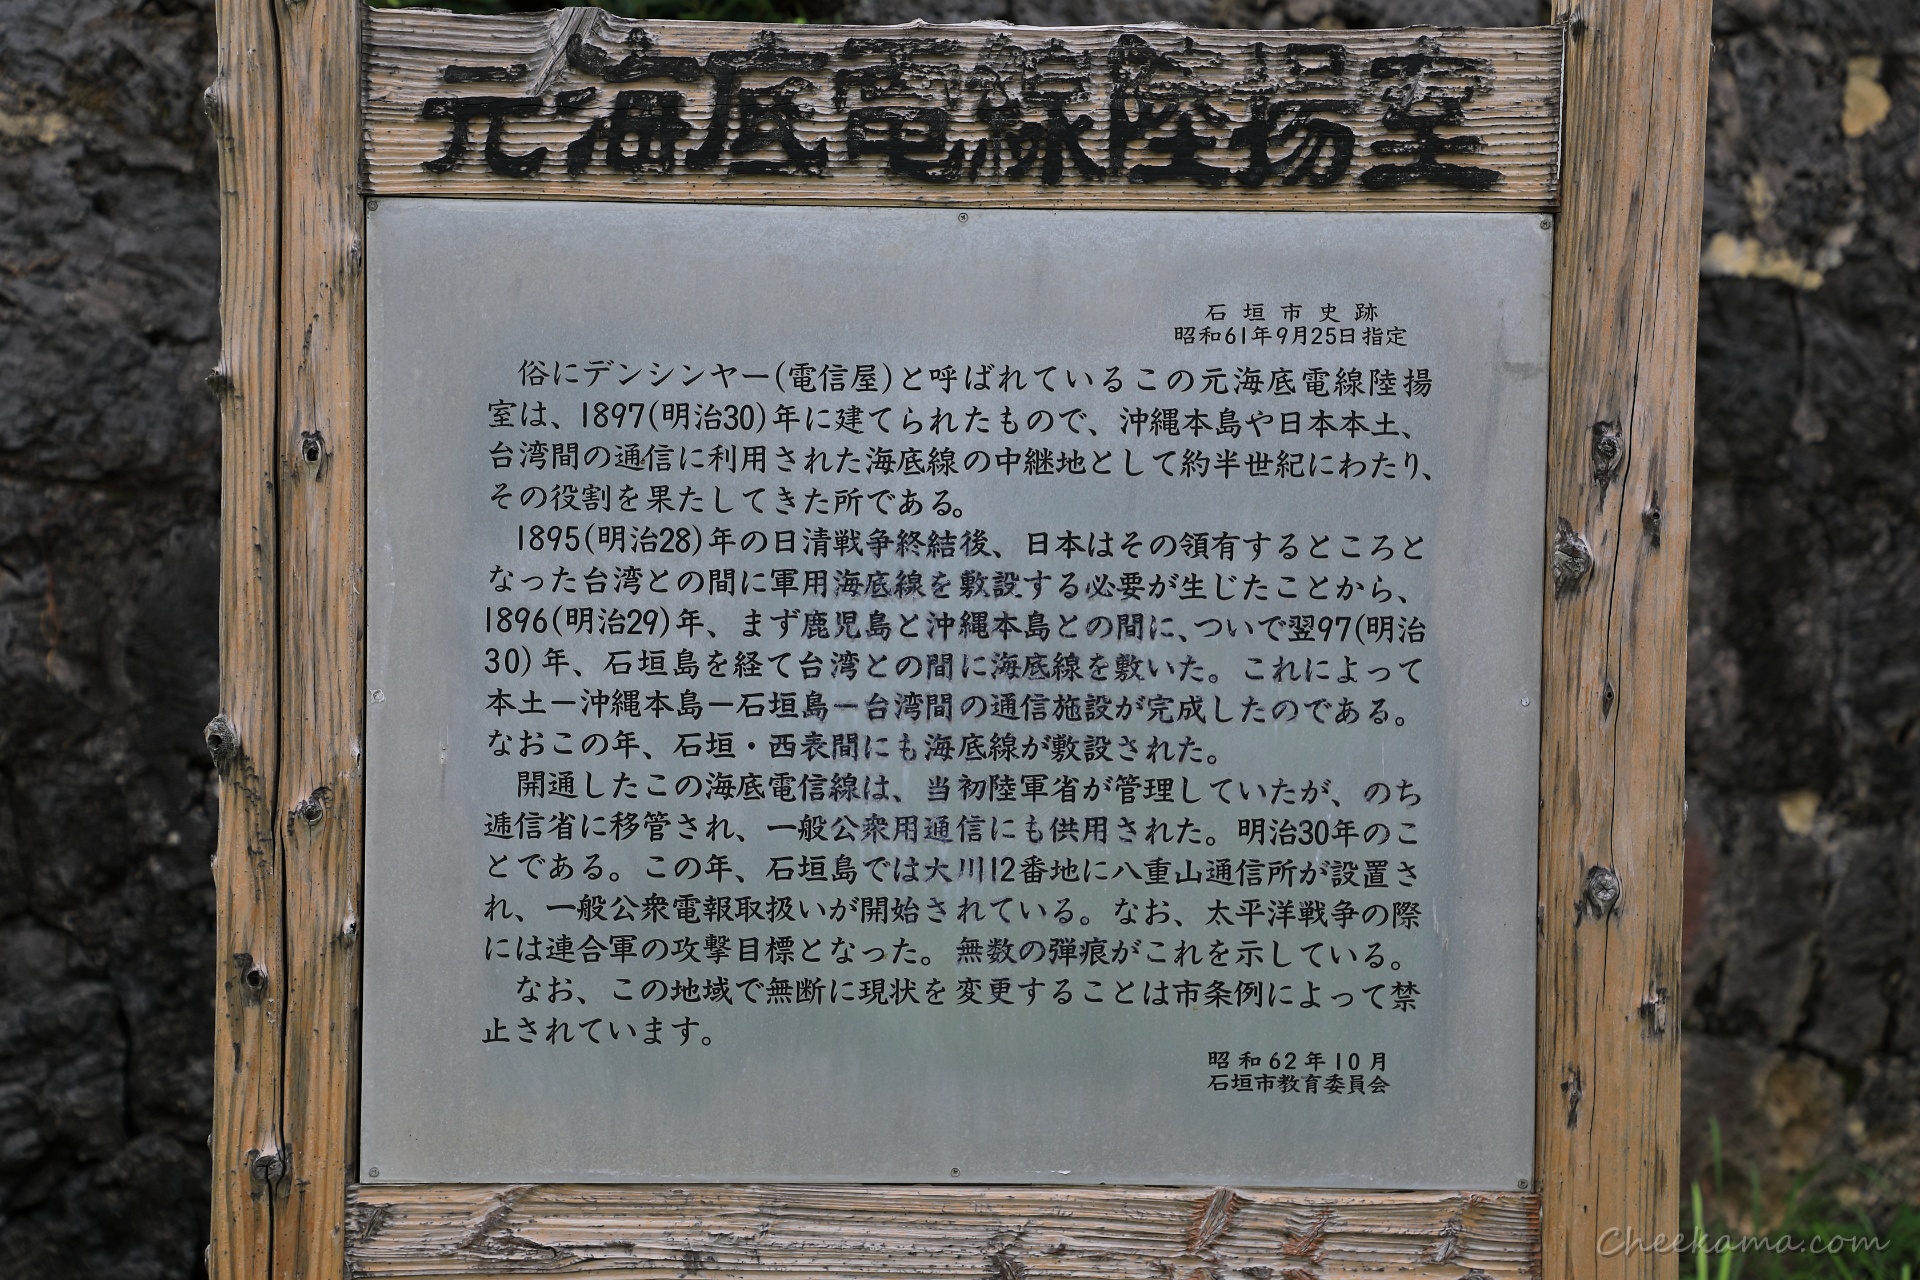 元海底電線陸揚室
石垣市史跡
昭和61年9月25日指定
俗にデンシンヤー(電信屋)と呼ばれているこの元海底電線陸揚
室は、1897(明治30)年に建てられたもので、沖縄本島や日本本土、
台湾間の通信に利用された海底線の中継地として約半世紀にわたり、
その役割を果たしてきた所である。
1895(明治28)年の日清戦争終結後、日本はその領有するところと
なった台湾との間に軍用海底線を敷設する必要が生じたことから、
1896(明治29)年、まず鹿児島と沖縄本島との間に、ついで翌97(明治
30)年、石垣島を経て台湾との間に海底線を敷いた。これによって
本土－沖縄本島－石垣島－台湾間の通信施設が完成したのである。
なおこの年、石垣・西表間にも海底線が敷設された。
開通したこの海底電信線は、当初陸軍省が管理していたが、のち
逓信省に移管され、一般公衆用通信にも供用された。明治30年のこ
とである。この年、石垣島では大川12番地に八重山通信所が設置さ
れ、一般公衆電報取扱いが開始されている。なお、太平洋戦争の際
には連合軍の攻撃目標となった。無数の弾痕がこれを示している。
なお、この地域で無断に現状を変更することは市条例によって禁
止されています。
昭和62年10月
石垣市教育委員会
Cheekama.com